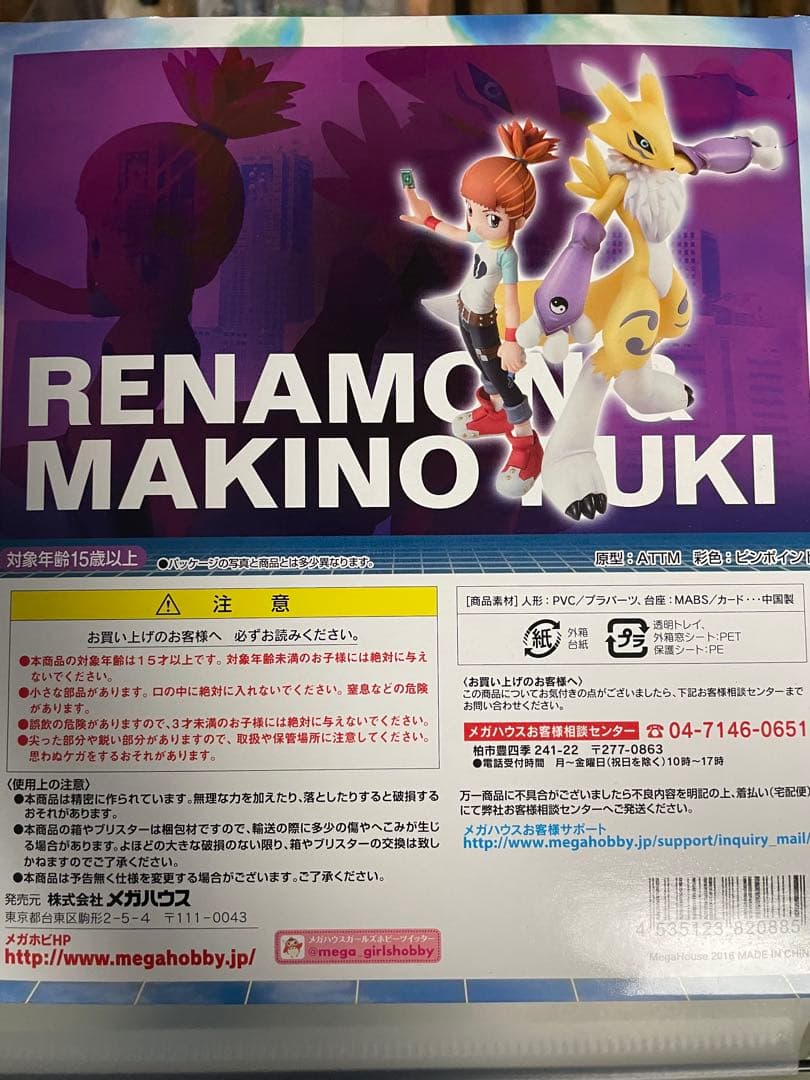 RENAMON &
MAKINO RUKI
対象年齢15歳以上
●パッケージの写真と商品とは多少異なります。
原型：ATTM 彩色：ピンポイント
⚠ 注意
お買い上げのお客様へ 必ずお読みください。
●本商品の対象年齢は15才以上です。対象年齢未満のお子様には絶対に与え
ないでください。
●小さな部品があります。口の中に絶対に入れないでください。窒息などの危険
があります。
●誤飲の危険がありますので、3才未満のお子様には絶対に与えないでください。
●尖った部分や鋭い部分がありますので、取扱や保管場所に注意してください。
思わぬケガをするおそれがあります。
〈使用上の注意〉
●本商品は精密に作られています。無理な力を加えたり、落としたりすると破損する
おそれがあります。
●本商品の箱やブリスターは梱包材ですので、輸送の際に多少の傷やへこみが生じ
る場合があります。よほどの大きな破損のない限り、箱やブリスターの交換は致し
かねますのでご了承ください。
●本商品は予告無く仕様を変更する場合がございます。ご了承ください。
発売元 株式会社 メガハウス
東京都台東区駒形2-5-4 〒111-0043
メガホビHP
http://www.megahobby.jp/
メガハウスガールズホビーツイッター
@mega_girlshobby
[商品素材] 人形：PVC/プラパーツ、台座：MABS/カード・・・中国製
紙
外箱
台紙
プラ
透明トレイ、
外箱窓シート：PET
保護シート：PE
〈お買い上げのお客様へ〉
この商品についてお気付きの点がございましたら、下記お客様相談センターまで
お問い合わせください。
メガハウスお客様相談センター ☎04-7146-0651
柏市豊四季 241-22 〒277-0863
●電話受付時間 月～金曜日(祝日を除く)10時～17時
万一商品に不具合がございましたら不良内容を明記の上、着払い(宅配便)
にて弊社お客様相談センターへご発送ください。
メガハウスお客様サポート
http://www.megahobby.jp/support/inquiry_mail/
4 535123 820885
MegaHouse 2016 MADE IN CHIN